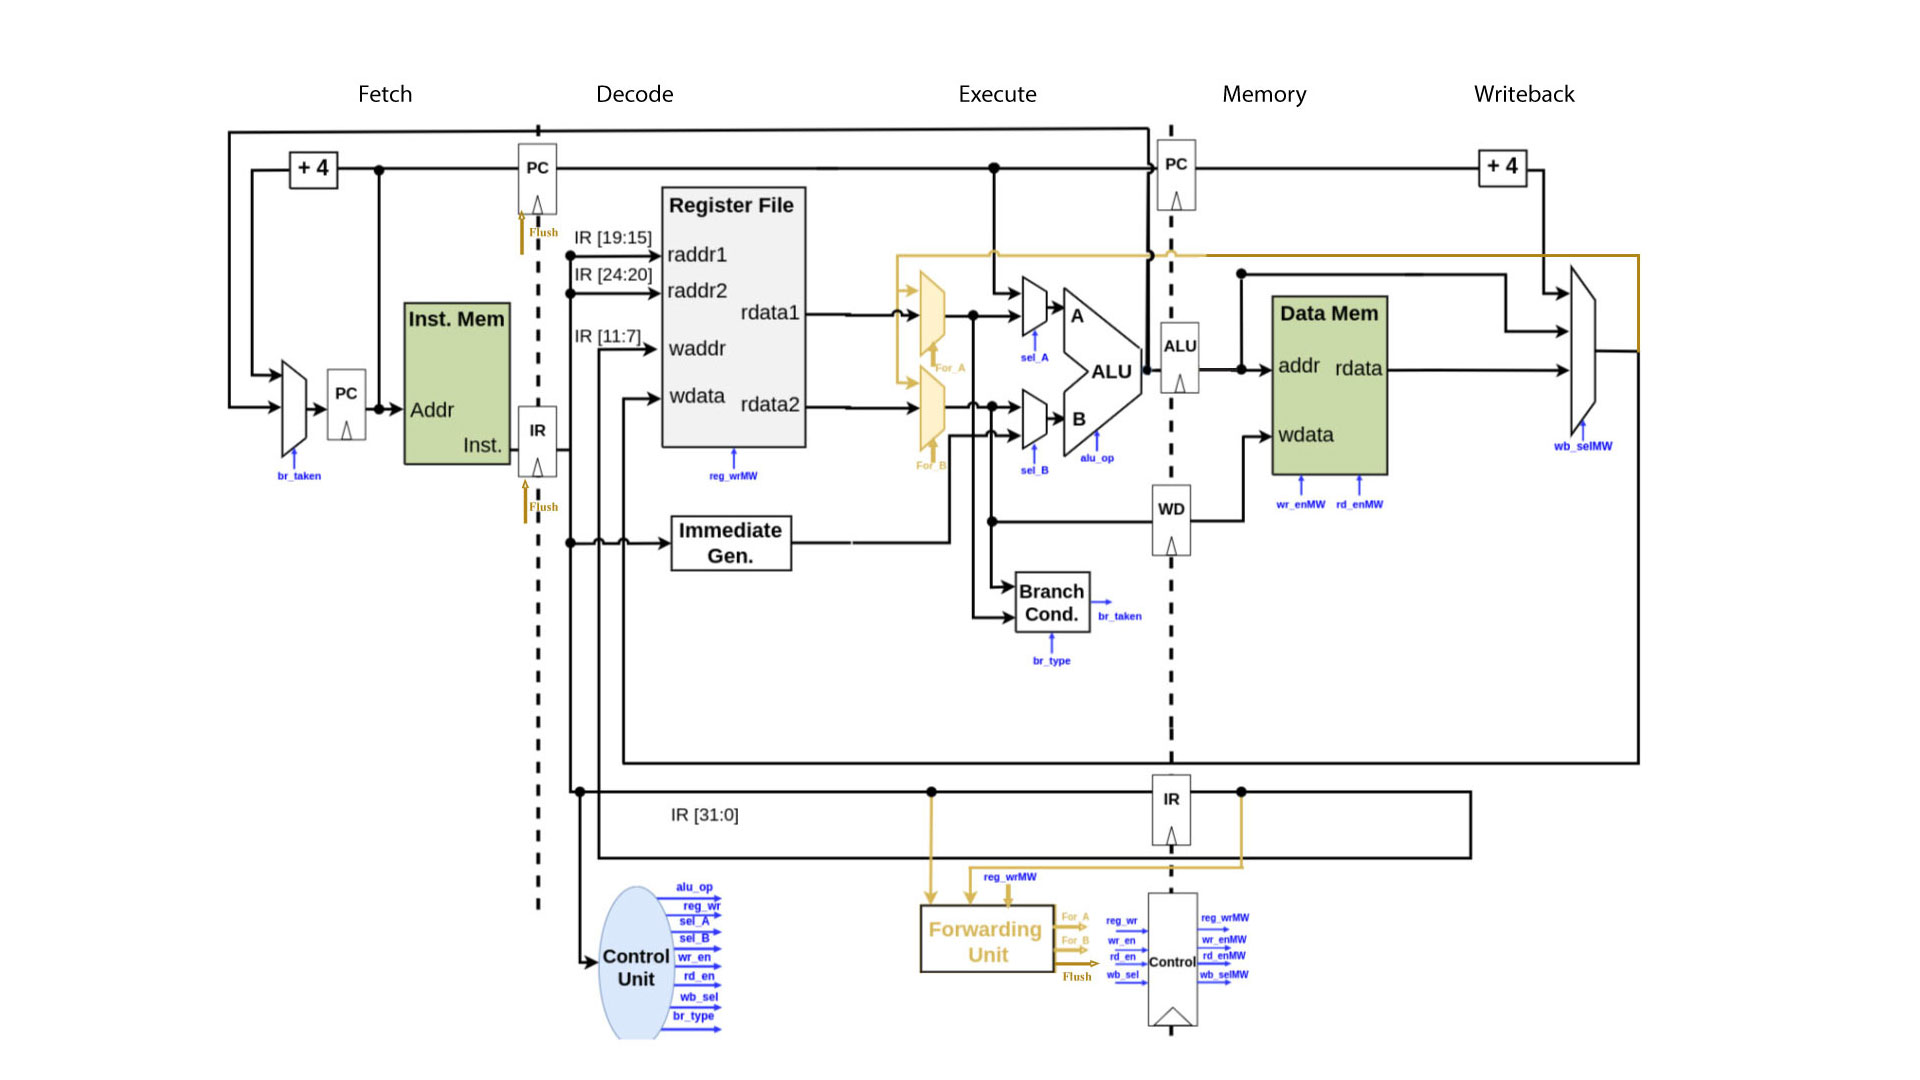 Fetch
Decode
Execute
Memory
Writeback
+ 4
PC
Flush
IR [19:15]
IR [24:20]
IR [11:7]
Register File
raddr1
raddr2
rdata1
waddr
wdata
rdata2
reg_wrMW
PC
+ 4
br_taken
PC
Inst. Mem
Addr
Inst.
IR
Flush
Immediate
Gen.
For_A
For_B
sel_A
sel_B
A
ALU
B
alu_op
ALU
WD
Branch
Cond.
br_taken
br_type
Data Mem
addr
rdata
wdata
wr_enMW
rd_enMW
wb_selMW
IR [31:0]
IR
Control
Unit
alu_op
reg_wr
sel_A
sel_B
wr_en
rd_en
wb_sel
br_type
reg_wrMW
Forwarding
Unit
For_A
For_B
Flush
reg_wr
wr_en
rd_en
wb_sel
Control
reg_wrMW
wr_enMW
rd_enMW
wb_selMW